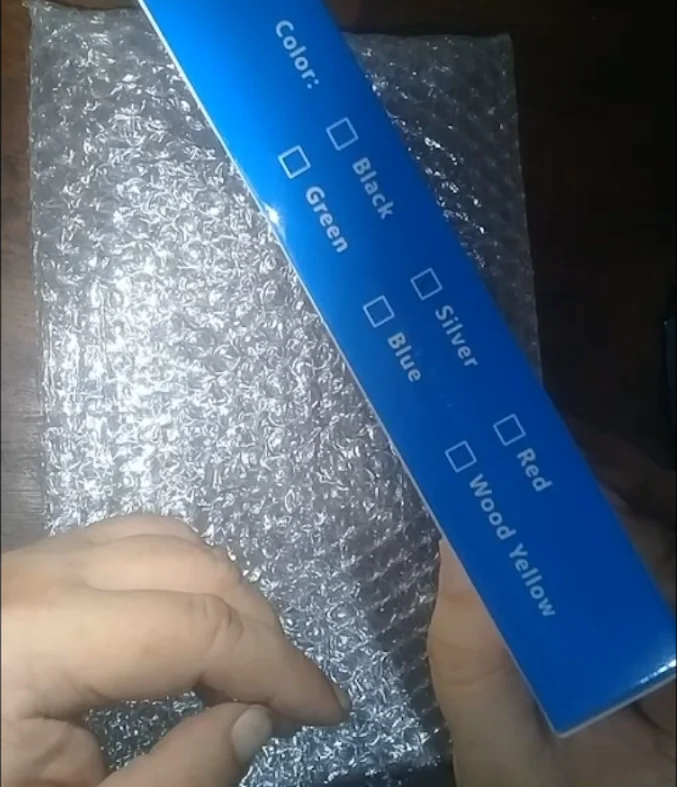 Color:
☐ Black ☐ Silver ☐ Red
☐ Green ☐ Blue ☐ Wood Yellow